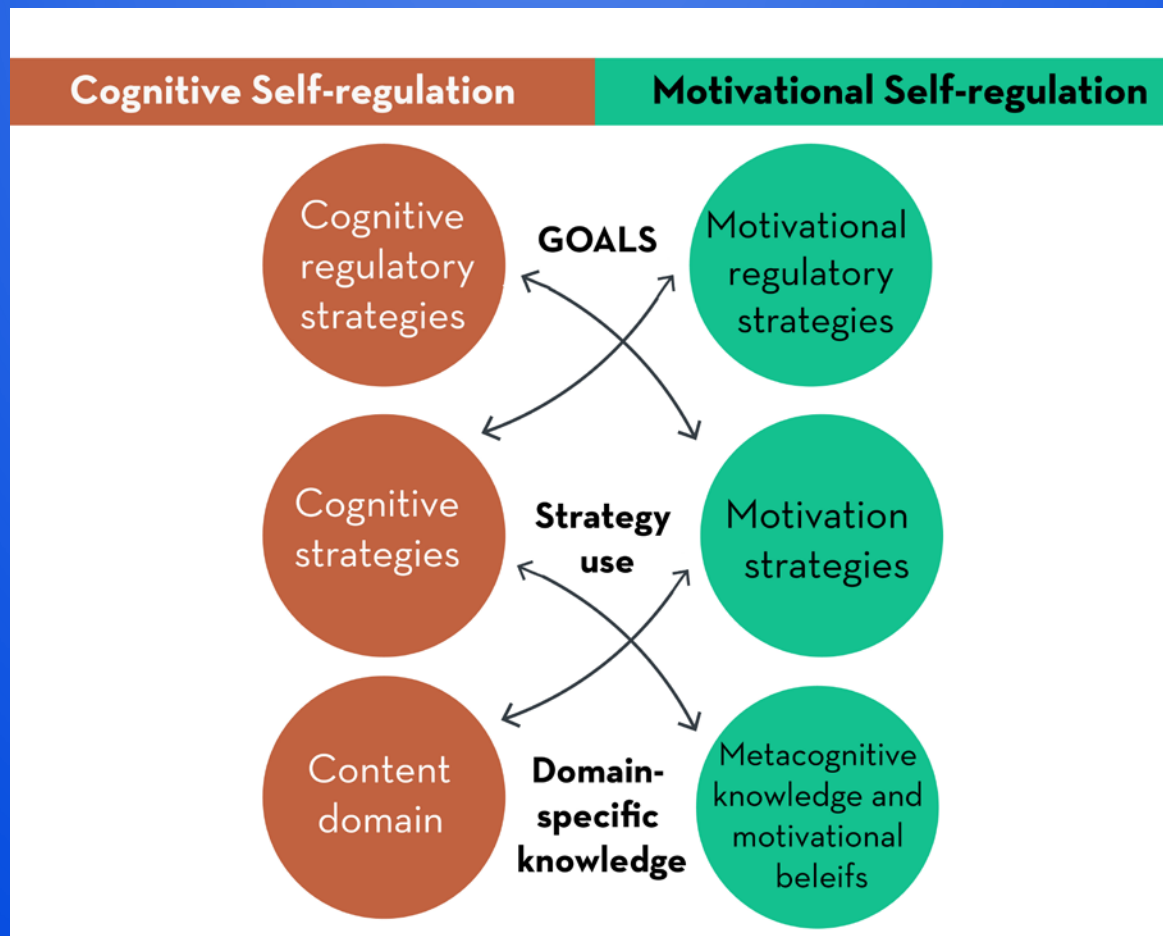 Cognitive Self-regulation
Motivational Self-regulation
Cognitive
regulatory
strategies
GOALS
Motivational
regulatory
strategies
Cognitive
strategies
Strategy
use
Motivation
strategies
Content
domain
Domain-
specific
knowledge
Metacognitive
knowledge and
motivational
beleifs